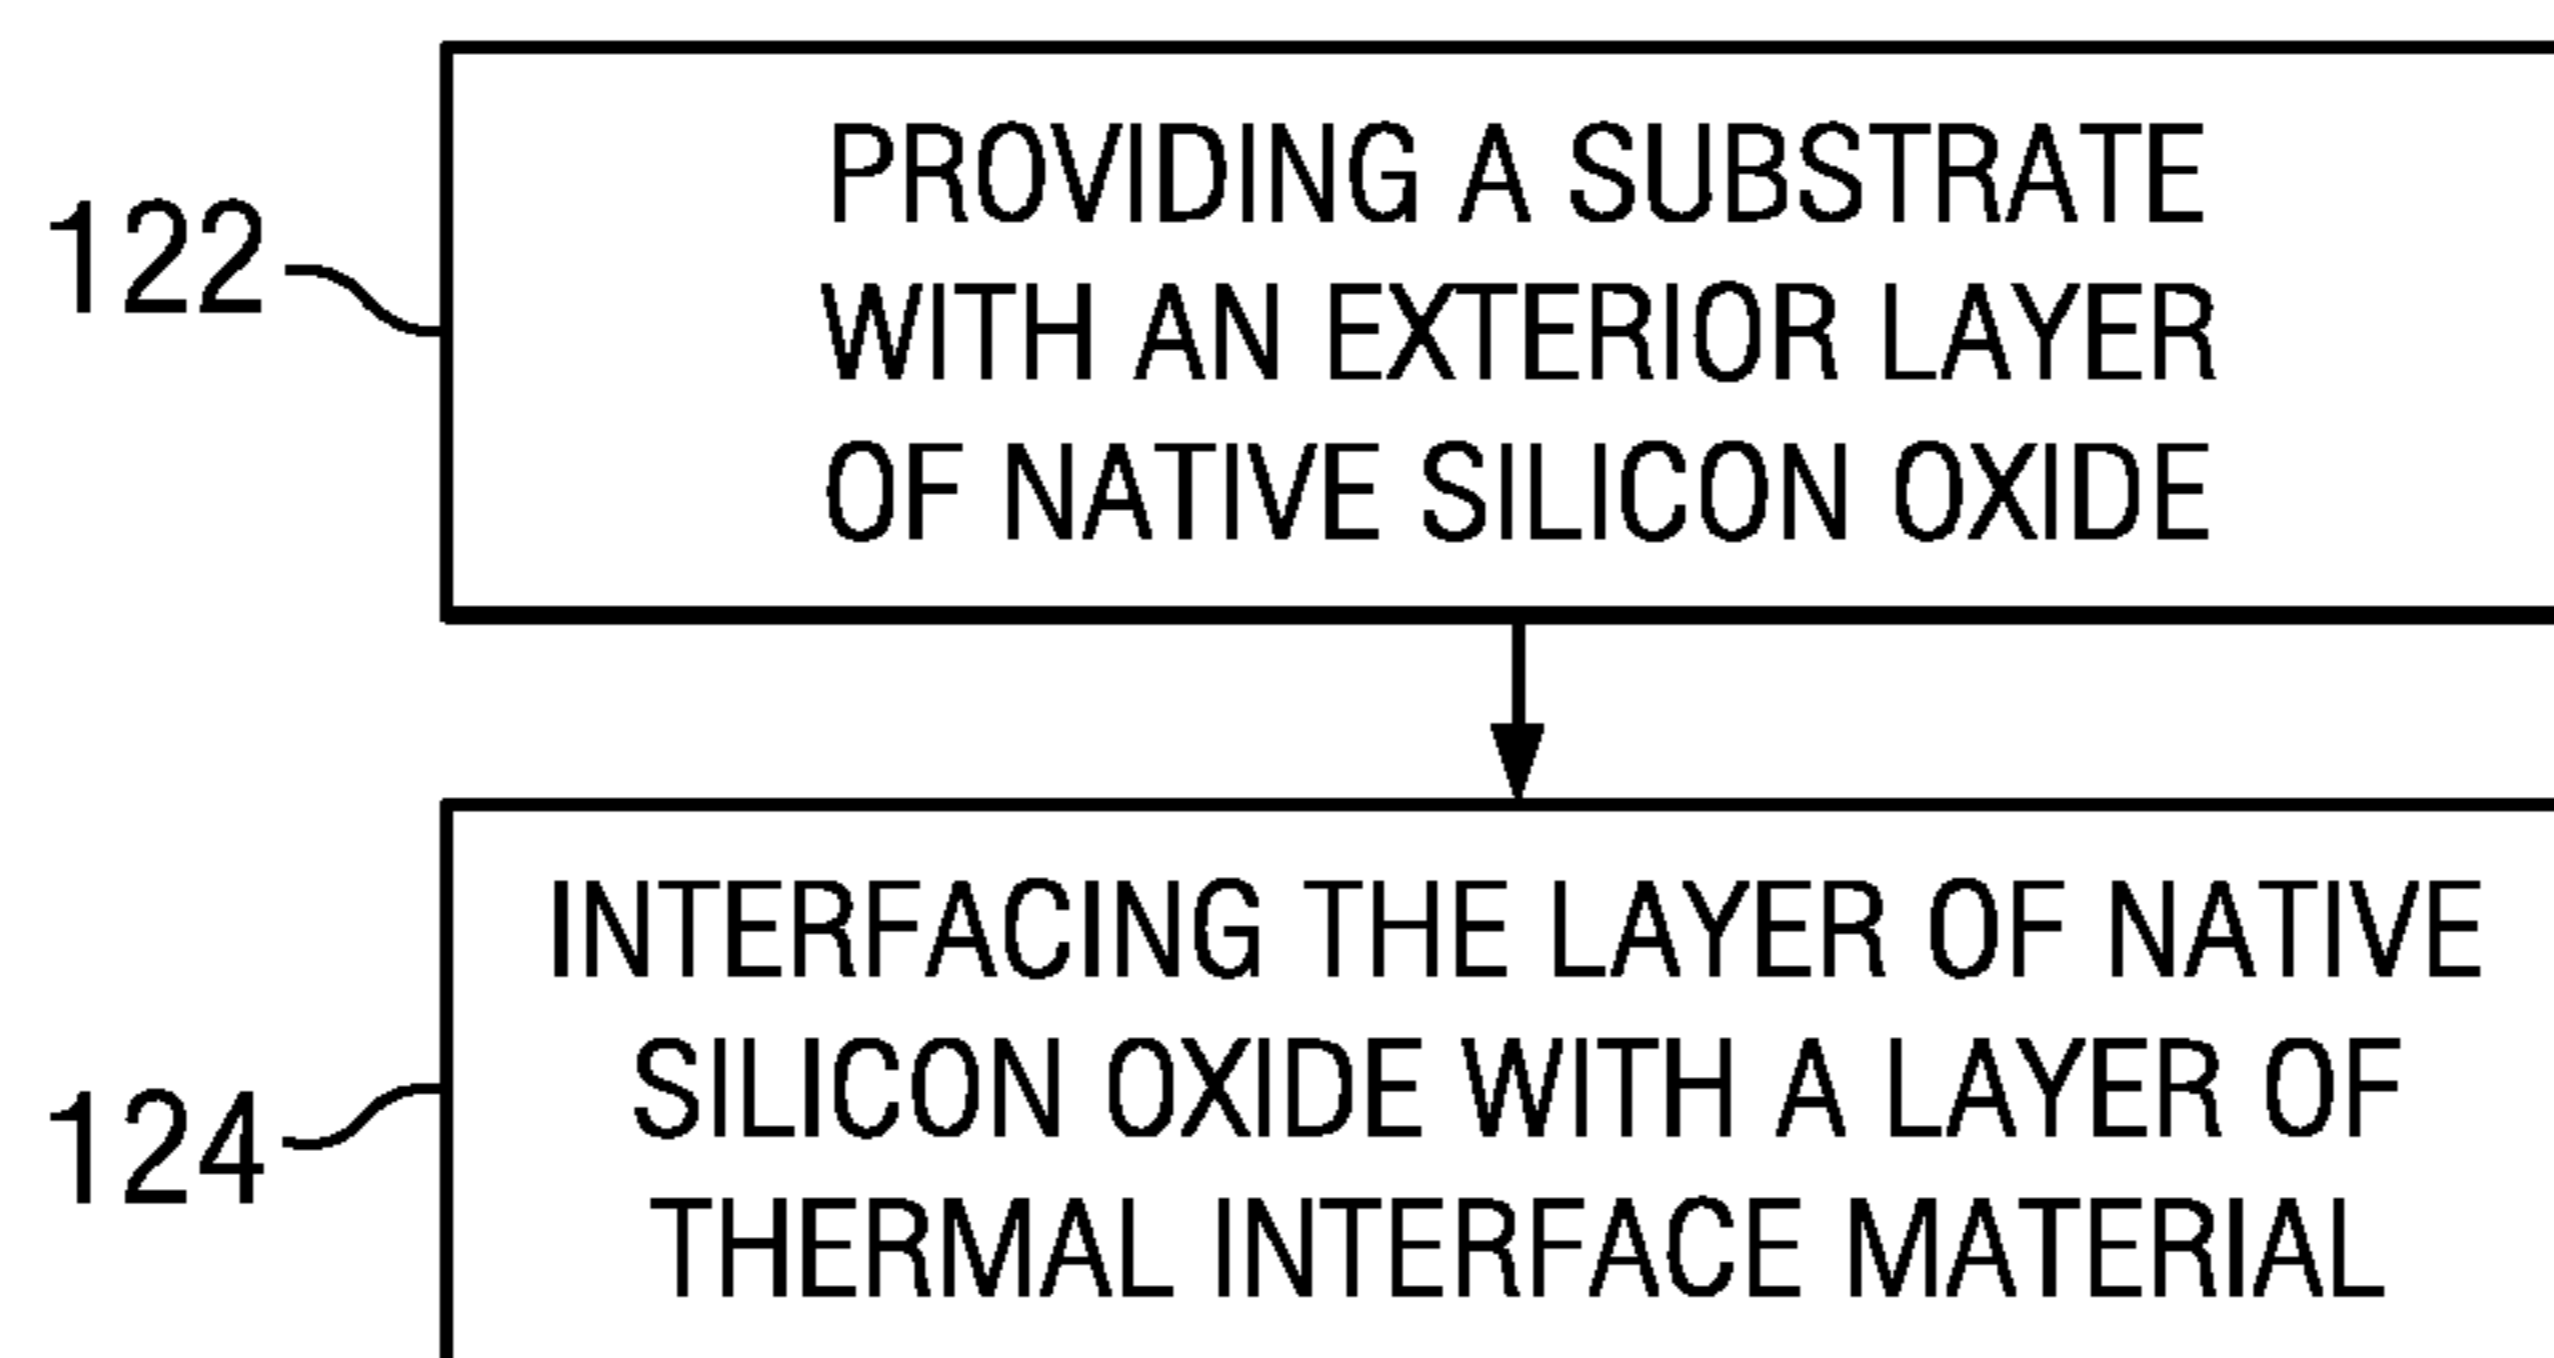 122
PROVIDING A SUBSTRATE
WITH AN EXTERIOR LAYER
OF NATIVE SILICON OXIDE
124
INTERFACING THE LAYER OF NATIVE
SILICON OXIDE WITH A LAYER OF
THERMAL INTERFACE MATERIAL